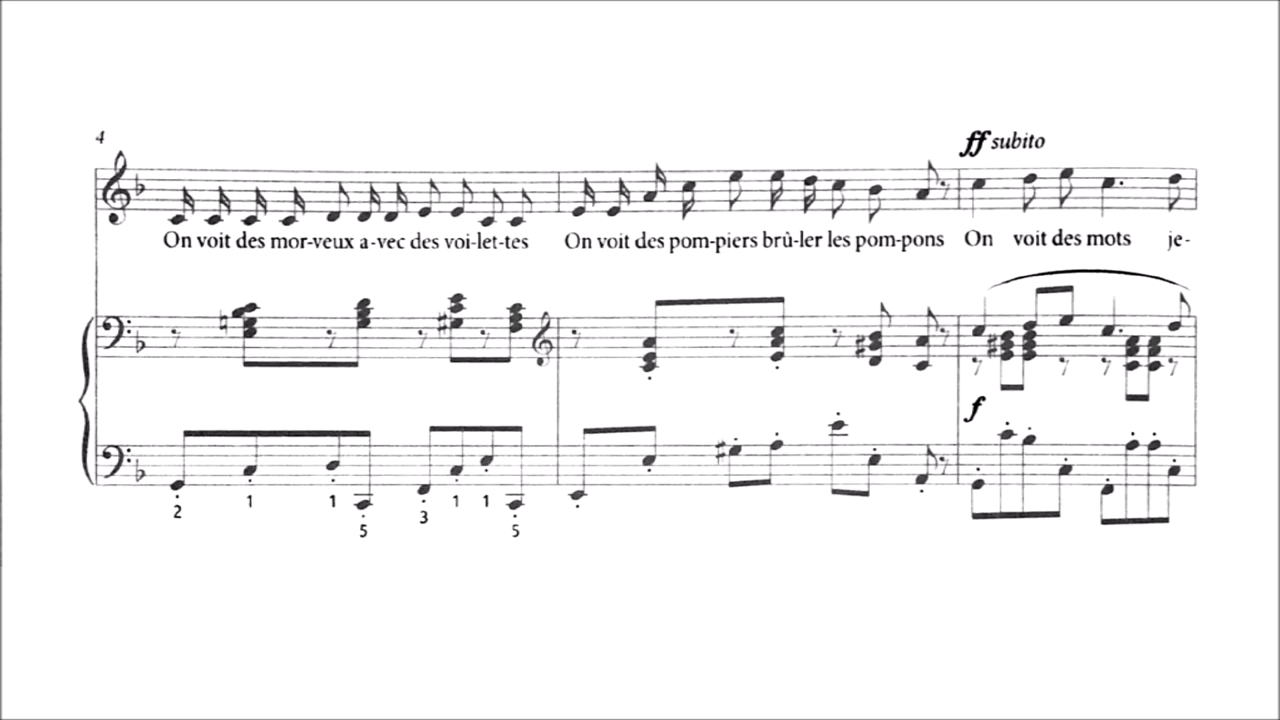 4
ff subito
On voit des mor-veux a-vec des voi-let-tes On voit des pom-piers brû-ler les pom-pons On voit des mots je-
f
2 1 1 5 3 1 1 5